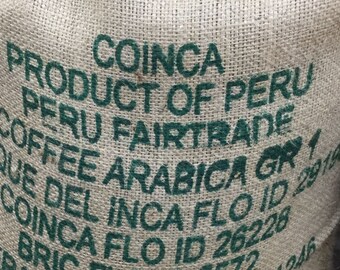 COINCA
PRODUCT OF PERU
PERU FAIRTRADE
COFFEE ARABICA GR 1
QUE DEL INCA FLO ID
COINCA FLO ID 26228
BRIC